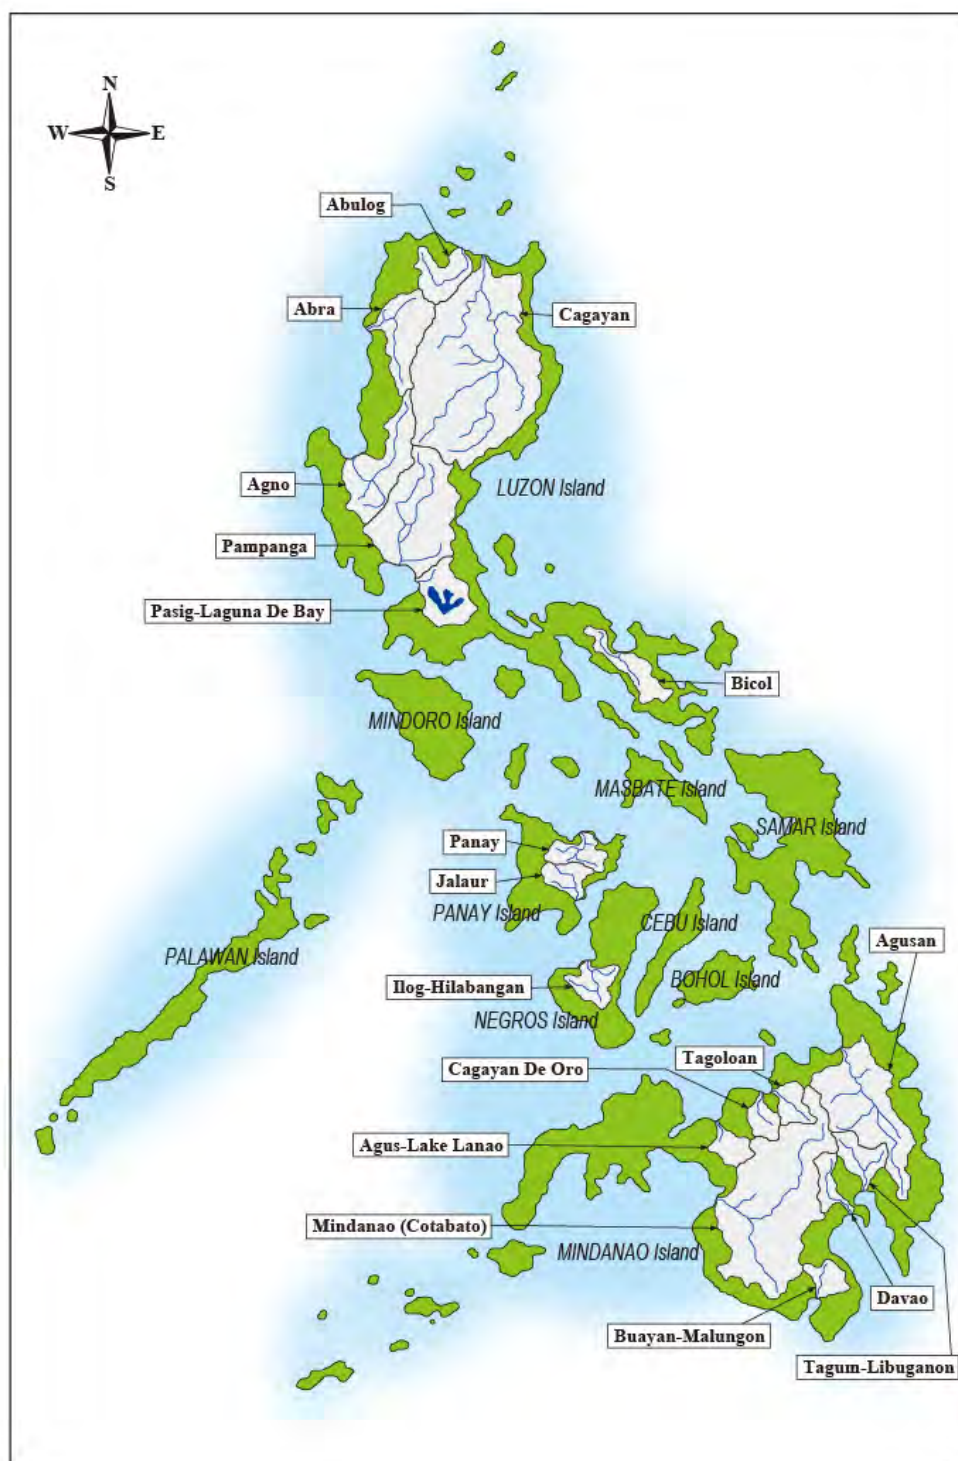 N
W E
S
Abulog
Abra
Cagayan
Agno
LUZON Island
Pampanga
Pasig-Laguna De Bay
Bicol
MINDORO Island
MASBATE Island
SAMAR Island
Panay
Jalaur
PANAY Island
CEBU Island
Agusan
PALAWAN Island
BOHOL Island
Ilog-Hilabangan
NEGROS Island
Tagoloan
Cagayan De Oro
Agus-Lake Lanao
Mindanao (Cotabato)
MINDANAO Island
Davao
Buayan-Malungon
Tagum-Libuganon